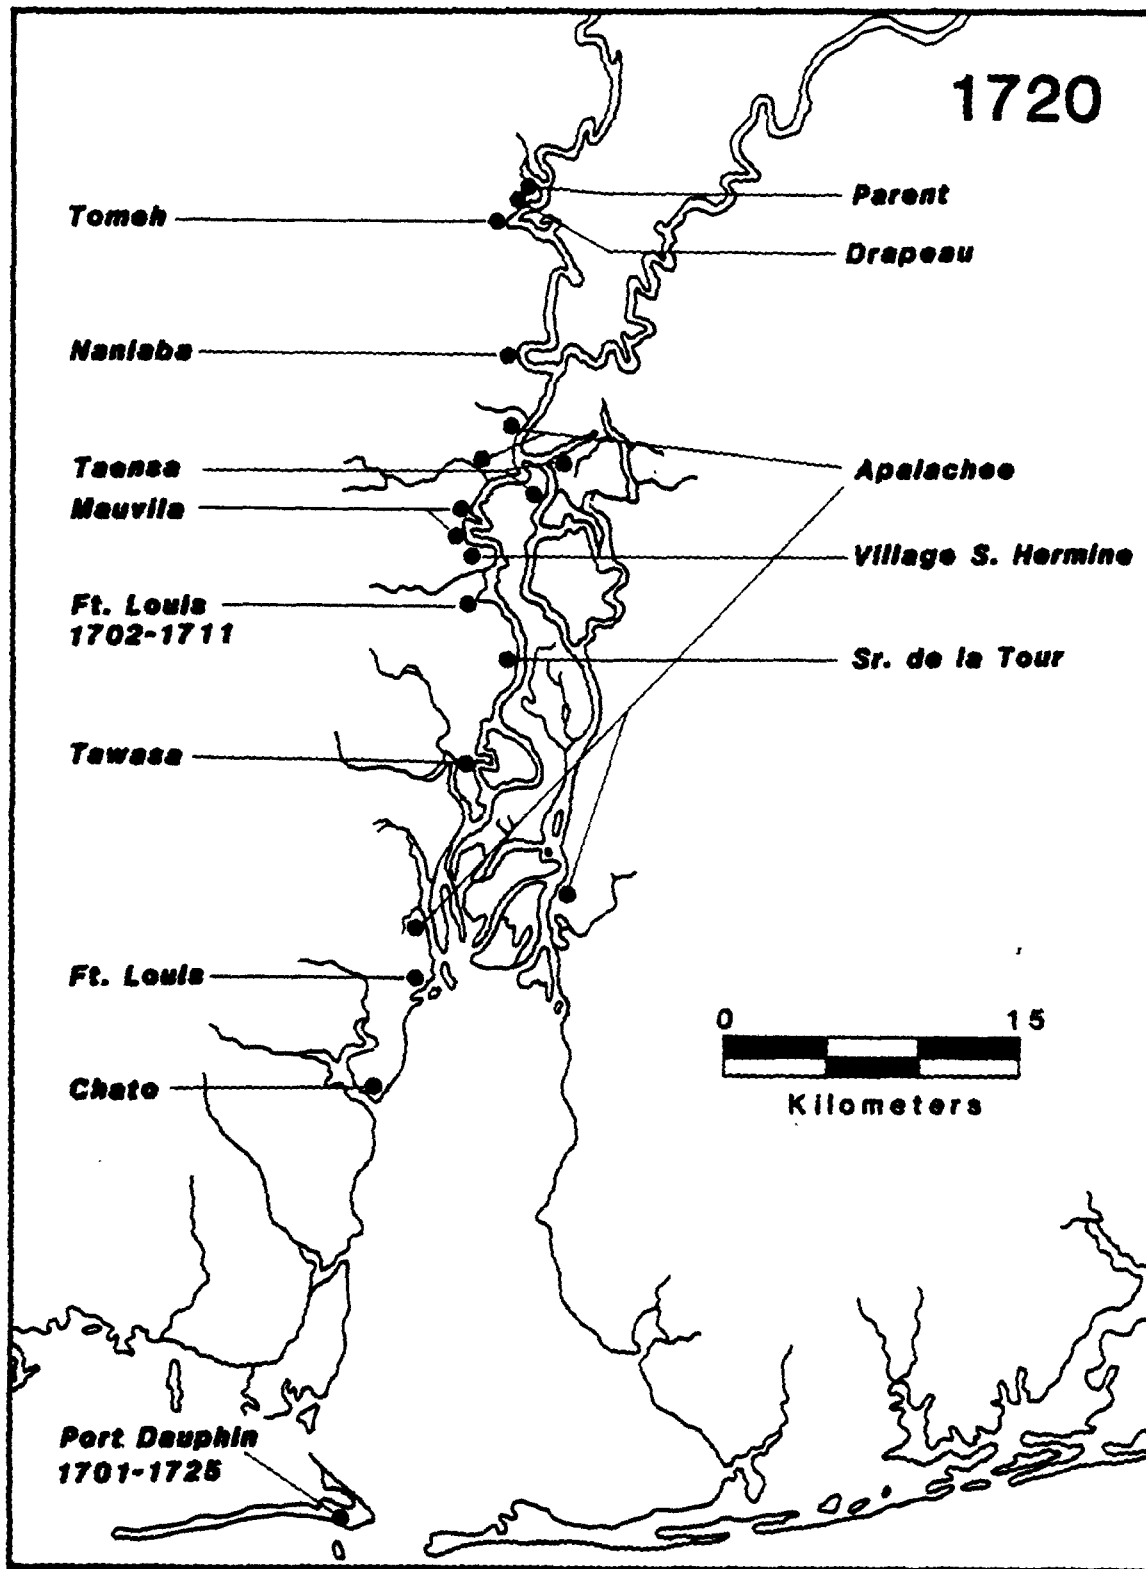 1720
Tomeh
Parent
Drapeau
Naniaba
Taensa
Apalachee
Mauvila
Village S. Hermine
Ft. Louis
1702-1711
Sr. de la Tour
Tawasa
Ft. Louis
0 15
Kilometers
Chato
Port Dauphin
1701-1725